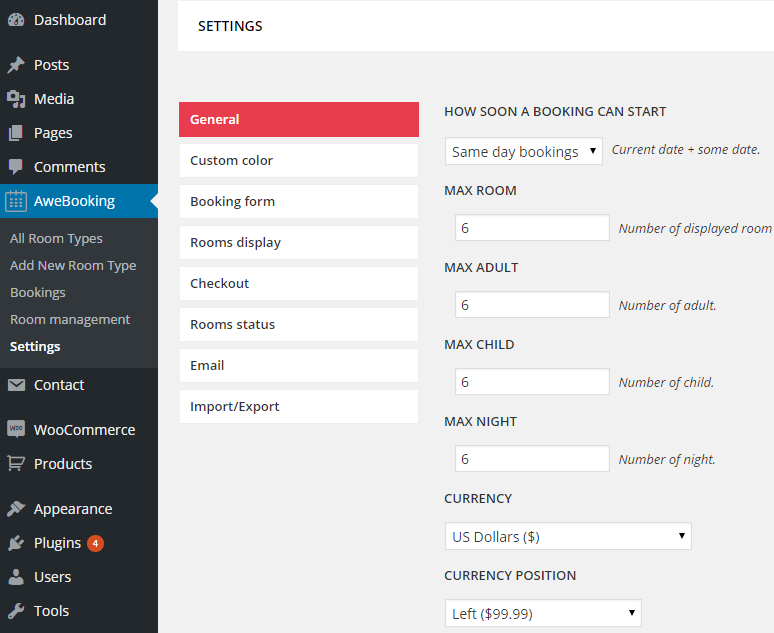 Dashboard
Posts
Media
Pages
Comments
AweBooking
All Room Types
Add New Room Type
Bookings
Room management
Settings
Contact
WOO
WooCommerce
Products
Appearance
Plugins 4
Users
Tools
SETTINGS
General
Custom color
Booking form
Rooms display
Checkout
Rooms status
Email
Import/Export
HOW SOON A BOOKING CAN START
Same day bookings Current date + some date.
MAX ROOM
6 Number of displayed room
MAX ADULT
6 Number of adult.
MAX CHILD
6 Number of child.
MAX NIGHT
6 Number of night.
CURRENCY
US Dollars ($)
CURRENCY POSITION
Left ($99.99)